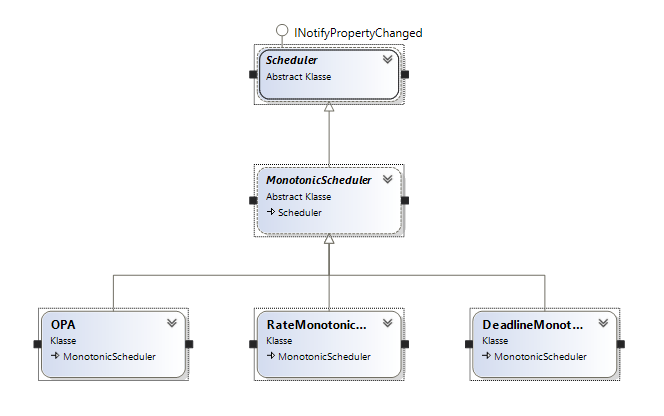 INotifyPropertyChanged
Scheduler
Abstract Klasse
MonotonicScheduler
Abstract Klasse
Scheduler
OPA
Klasse
MonotonicScheduler
RateMonotonic...
Klasse
MonotonicScheduler
DeadlineMonot...
Klasse
MonotonicScheduler